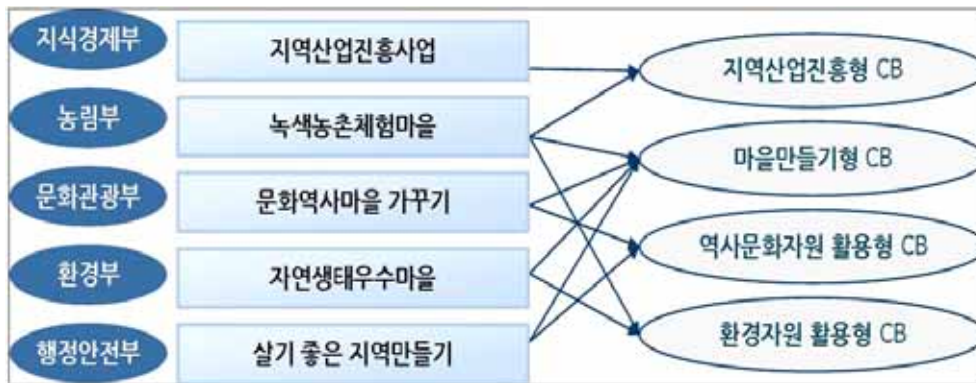 지식경제부
지역산업진흥사업
지역산업진흥형 CB
농림부
녹색농촌체험마을
마을만들기형 CB
문화관광부
문화역사마을 가꾸기
역사문화자원 활용형 CB
환경부
자연생태우수마을
환경자원 활용형 CB
행정안전부
살기 좋은 지역만들기